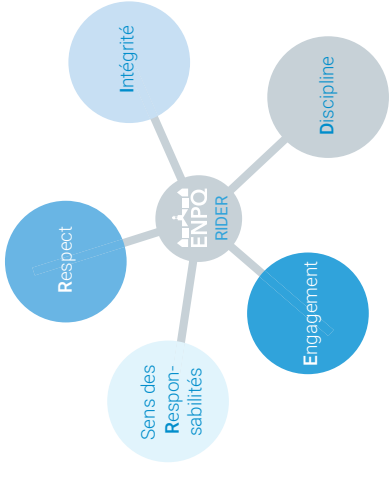 ENPQ
RIDER
Respect
Intégrité
Discipline
Engagement
Sens des
Respon-
sabilités